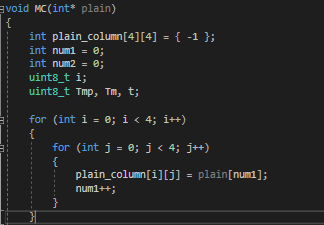 void MC(int* plain)
{
int plain_column[4][4] = { -1 };
int num1 = 0;
int num2 = 0;
uint8_t i;
uint8_t Tmp, Tm, t;
for (int i = 0; i < 4; i++)
{
for (int j = 0; j < 4; j++)
{
plain_column[i][j] = plain[num1];
num1++;
}
}